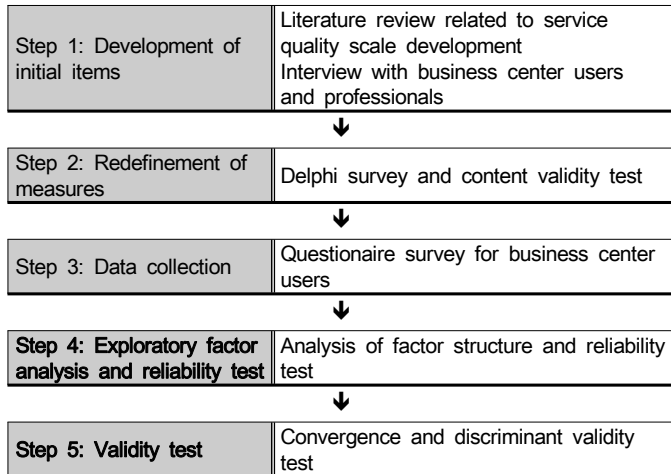 Step 1: Development of
initial items
Literature review related to service
quality scale development
Interview with business center users
and professionals
Step 2: Redefinement of
measures
Delphi survey and content validity test
Step 3: Data collection
Questionaire survey for business center
users
Step 4: Exploratory factor
analysis and reliability test
Analysis of factor structure and reliability
test
Step 5: Validity test
Convergence and discriminant validity
test